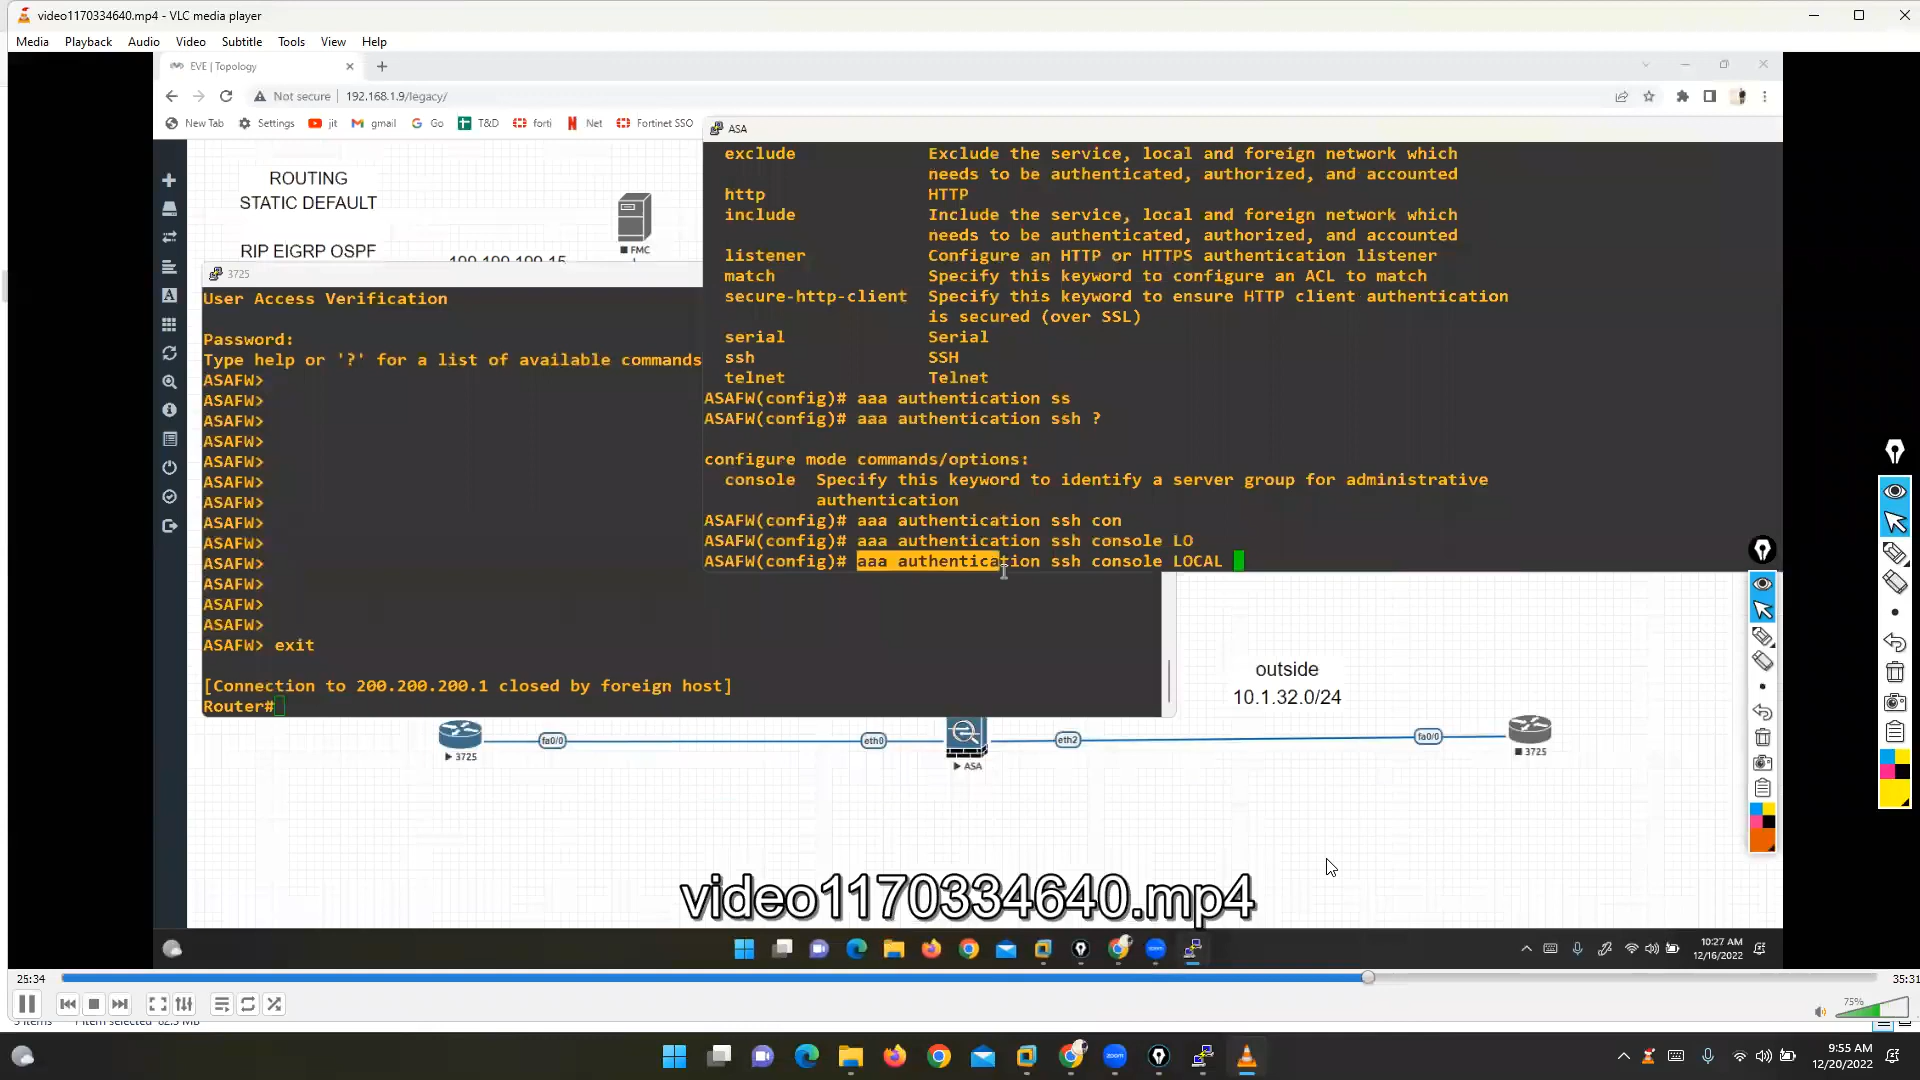 video1170334640.mp4 - VLC media player
Media Playback Audio Video Subtitle Tools View Help
EVE | Topology
Not secure 192.168.1.9/legacy/
New Tab Settings jit gmail Go T&D forti Net Fortinet SSO
ROUTING
STATIC DEFAULT
RIP EIGRP OSPF
FMC
3725
User Access Verification
Password:
Type help or '?' for a list of available commands
ASAFW>
ASAFW>
ASAFW>
ASAFW>
ASAFW>
ASAFW>
ASAFW>
ASAFW>
ASAFW>
ASAFW>
ASAFW>
ASAFW>
ASAFW>
ASAFW> exit
[Connection to 200.200.200.1 closed by foreign host]
Router#
ASA
exclude Exclude the service, local and foreign network which
needs to be authenticated, authorized, and accounted
http HTTP
include Include the service, local and foreign network which
needs to be authenticated, authorized, and accounted
listener Configure an HTTP or HTTPS authentication listener
match Specify this keyword to configure an ACL to match
secure-http-client Specify this keyword to ensure HTTP client authentication
is secured (over SSL)
serial Serial
ssh SSH
telnet Telnet
ASAFW(config)# aaa authentication ss
ASAFW(config)# aaa authentication ssh ?
configure mode commands/options:
console Specify this keyword to identify a server group for administrative
authentication
ASAFW(config)# aaa authentication ssh con
ASAFW(config)# aaa authentication ssh console LO
ASAFW(config)# aaa authentication ssh console LOCAL
outside
10.1.32.0/24
fa0/0 eth0 eth2 fa0/0
3725 ASA 3725
video1170334640.mp4
10:27 AM
12/16/2022
25:34 35:31
75%
9:55 AM
12/20/2022